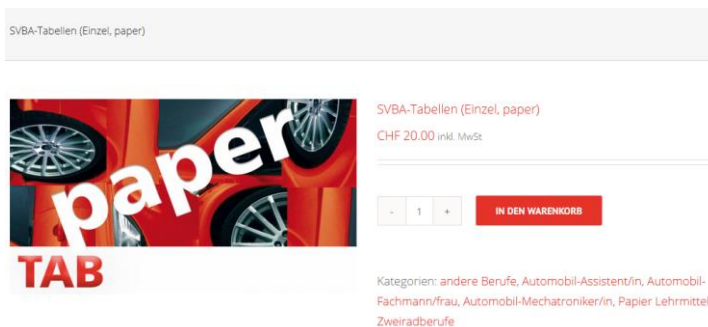 SVBA-Tabellen (Einzel, paper)
paper
TAB
SVBA-Tabellen (Einzel, paper)
CHF 20.00 inkl. MwSt
- 1 +
IN DEN WARENKORB
Kategorien: andere Berufe, Automobil-Assistent/in, Automobil-
Fachmann/frau, Automobil-Mechatroniker/in, Papier Lehrmittel
Zweiradberufe